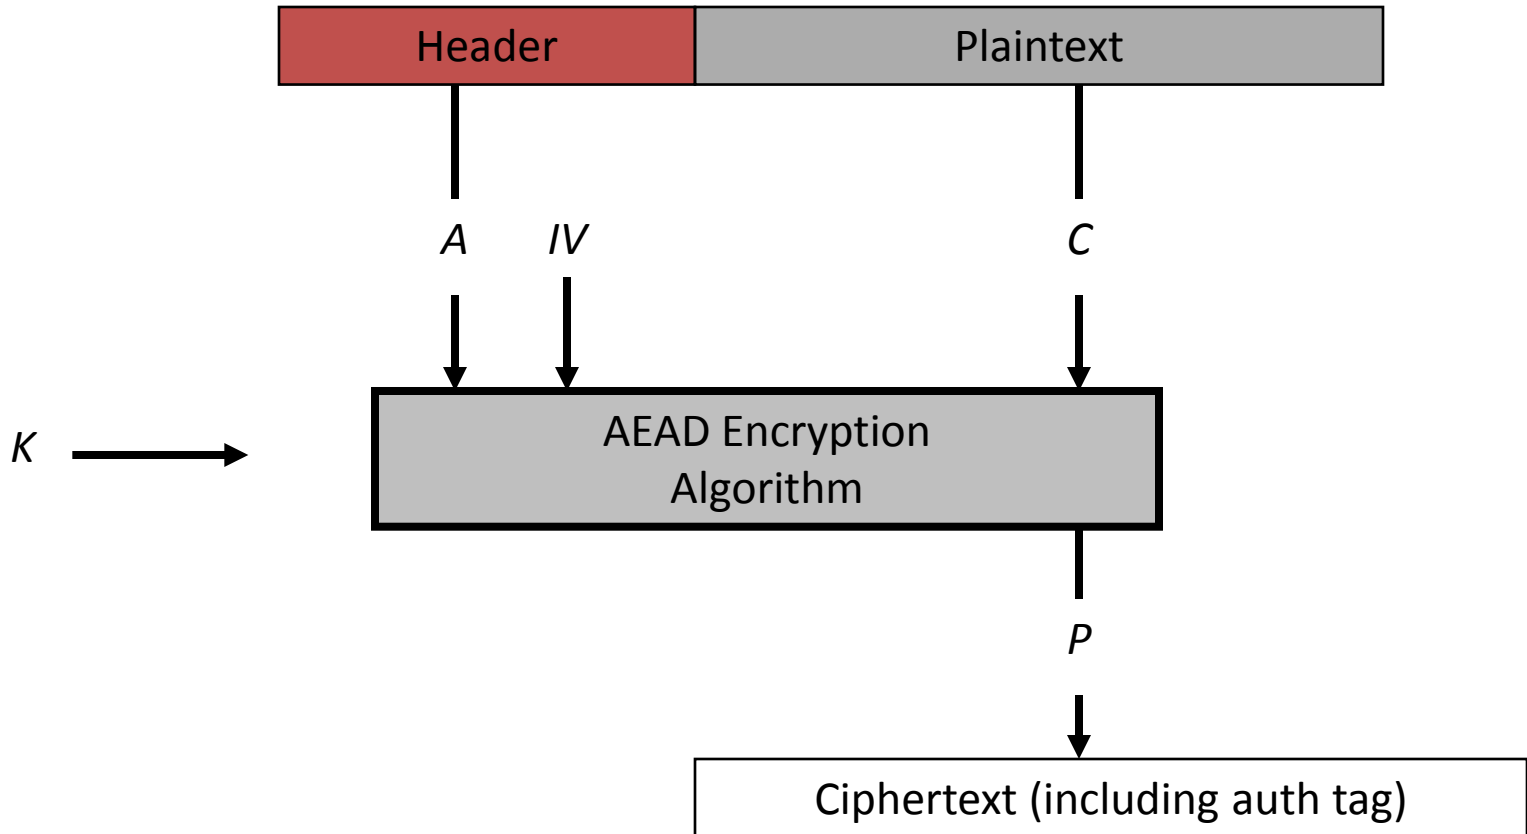 Header
Plaintext
A
IV
C
K
AEAD Encryption
Algorithm
P
Ciphertext (including auth tag)